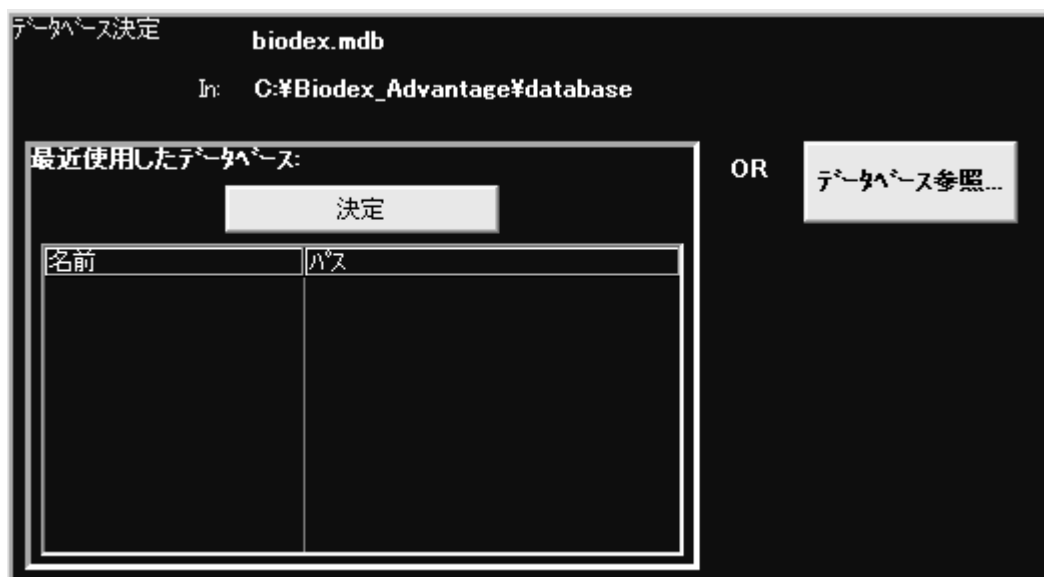 ﾃﾞｰﾀﾍﾞｰｽ決定
biodex.mdb
In: C:¥Biodex_Advantage¥database
最近使用したﾃﾞｰﾀﾍﾞｰｽ:
決定
名前 ﾊﾟｽ
OR
ﾃﾞｰﾀﾍﾞｰｽ参照...